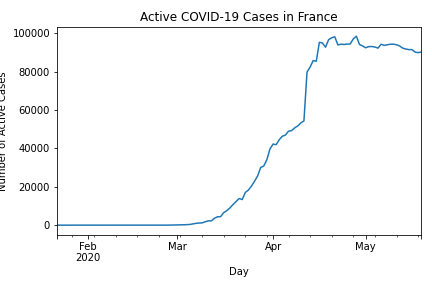 Active COVID-19 Cases in France
Number of Active Cases
100000
80000
60000
40000
20000
0
Feb
2020
Mar
Apr
May
Day